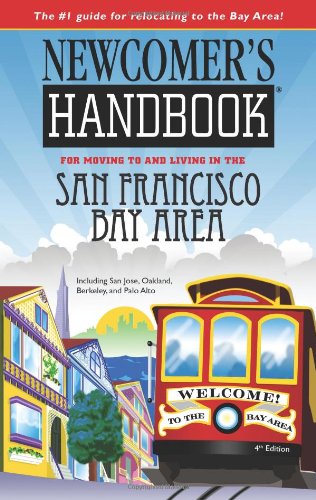 The #1 guide for relocating to the Bay Area!
NEWCOMER'S
HANDBOOK®
FOR MOVING TO AND LIVING IN THE
SAN FRANCISCO
BAY AREA
Including San Jose, Oakland,
Berkeley, and Palo Alto
WELCOME!
TO THE BAY AREA
4th Edition